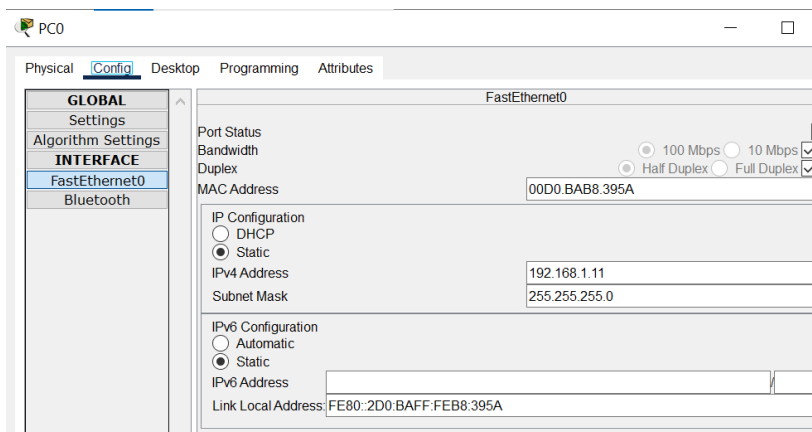 PC0
Physical Config Desktop Programming Attributes
GLOBAL
Settings
Algorithm Settings
INTERFACE
FastEthernet0
Bluetooth
FastEthernet0
Port Status
Bandwidth 100 Mbps 10 Mbps
Duplex Half Duplex Full Duplex
MAC Address 00D0.BAB8.395A
IP Configuration
DHCP
Static
IPv4 Address 192.168.1.11
Subnet Mask 255.255.255.0
IPv6 Configuration
Automatic
Static
IPv6 Address /
Link Local Address: FE80::2D0:BAFF:FEB8:395A